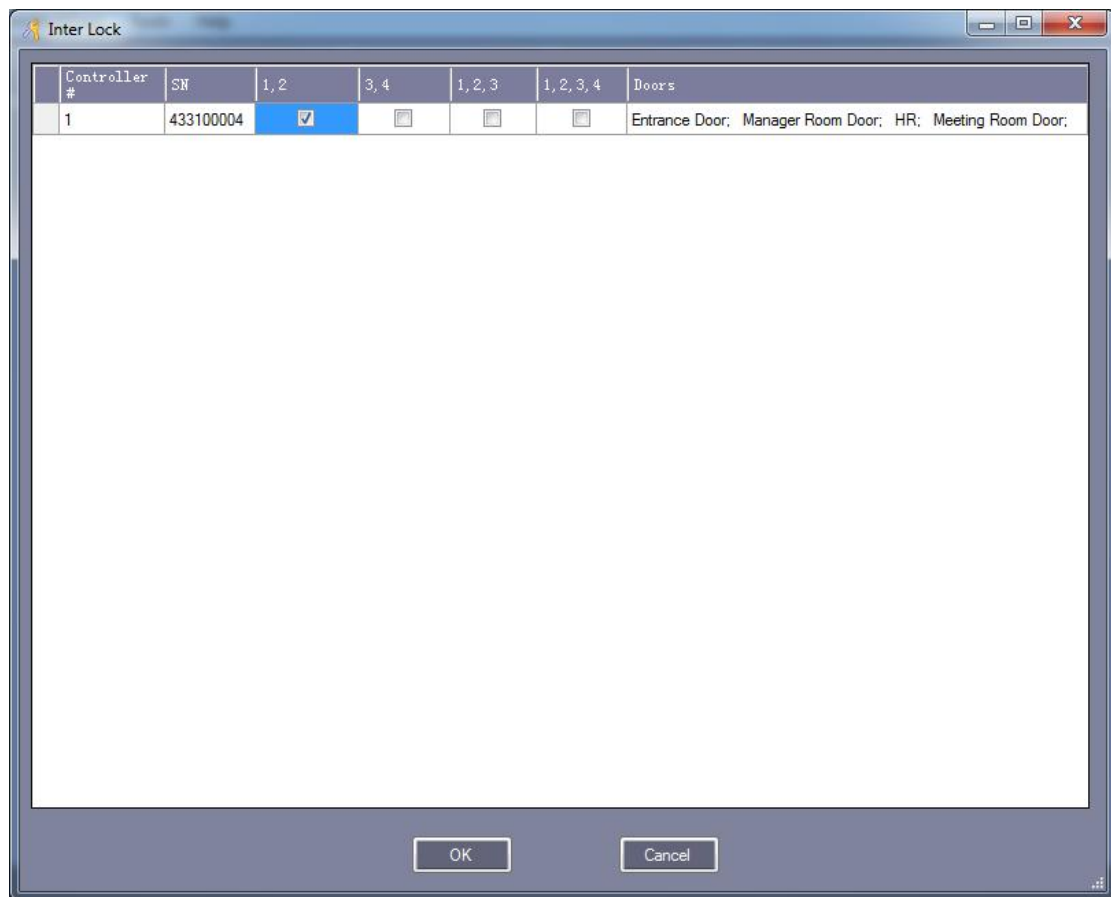 Inter Lock
Controller # SN 1,2 3,4 1,2,3 1,2,3,4 Doors
1 433100004 Entrance Door; Manager Room Door; HR; Meeting Room Door;
OK Cancel